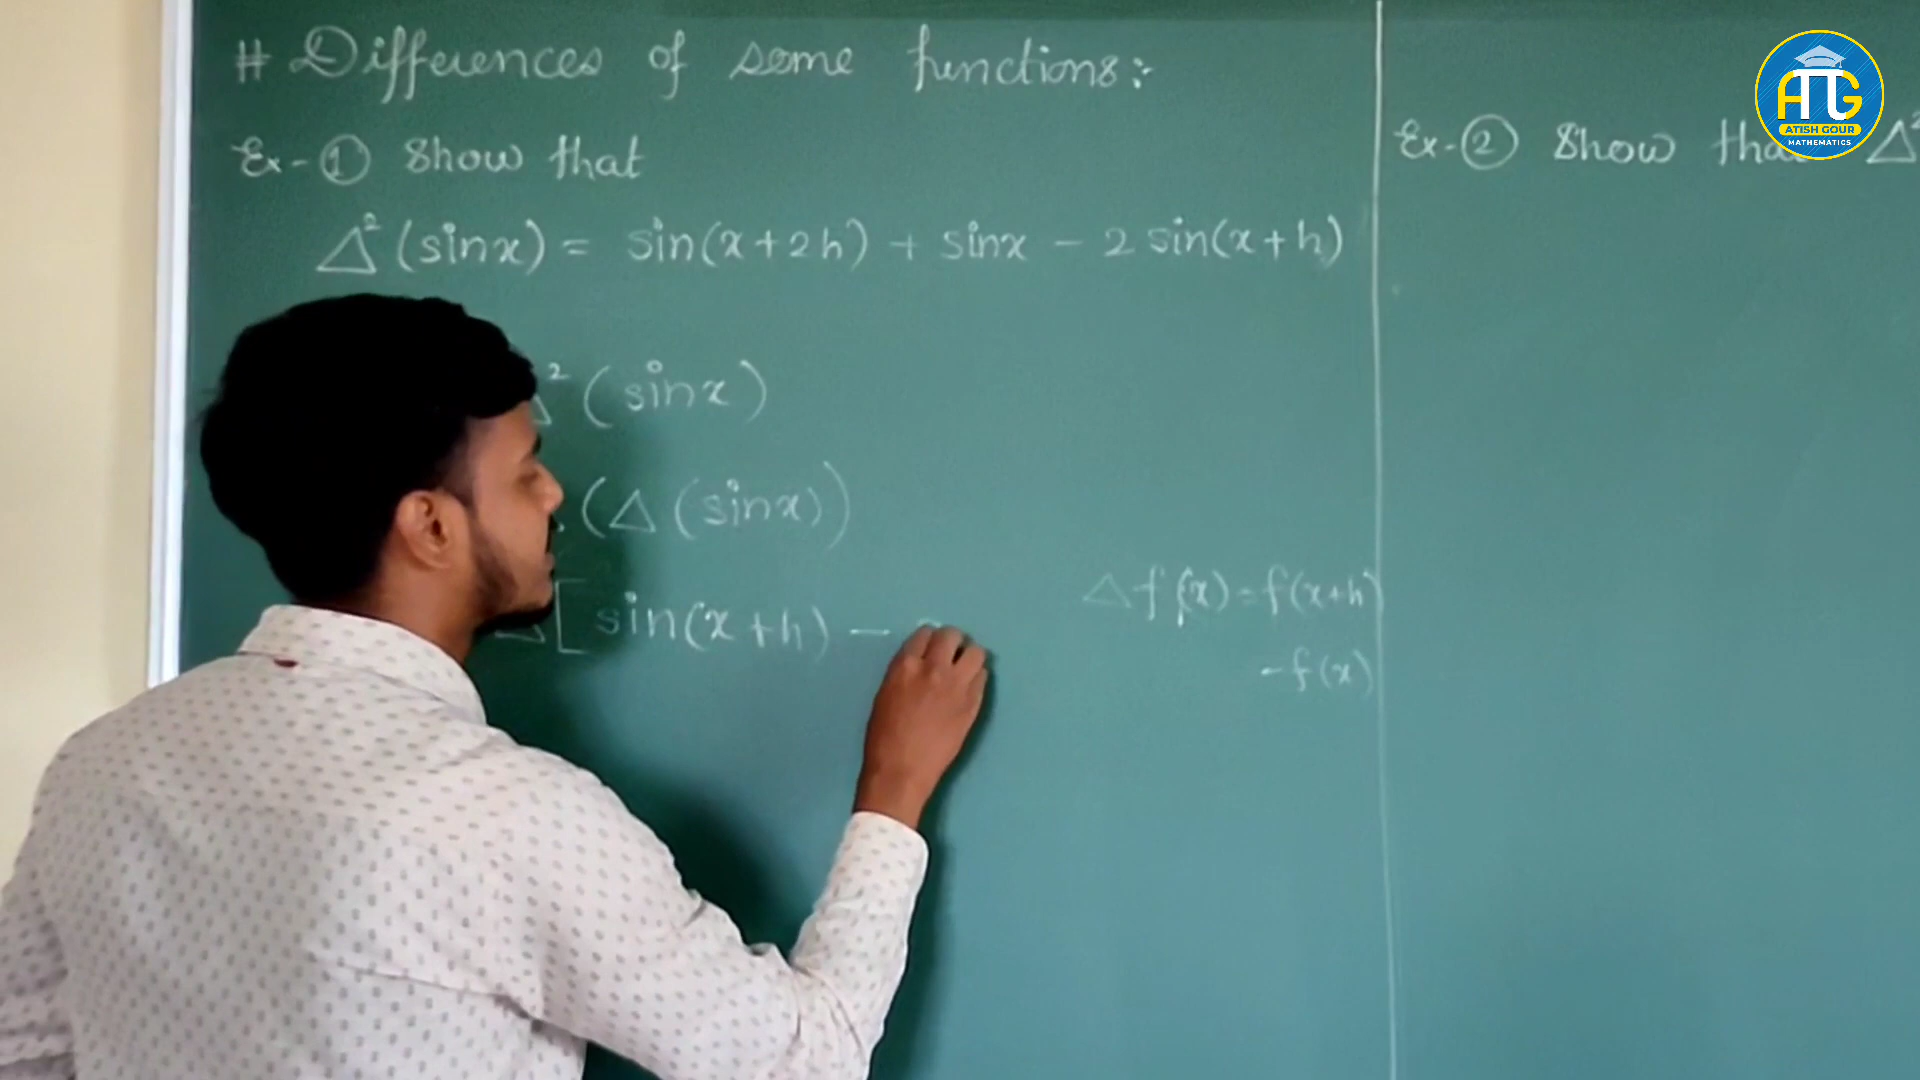 # Differences of some functions:-
Ex-① Show that
Δ²(sinx) = sin(x+2h) + sinx - 2 sin(x+h)
²(sinx)
(Δ(sinx))
Δ[sin(x+h) -
Δf(x)=f(x+h)
-f(x)
Ex-② Show Δ²
ATG
ATISH GOUR
MATHEMATICS